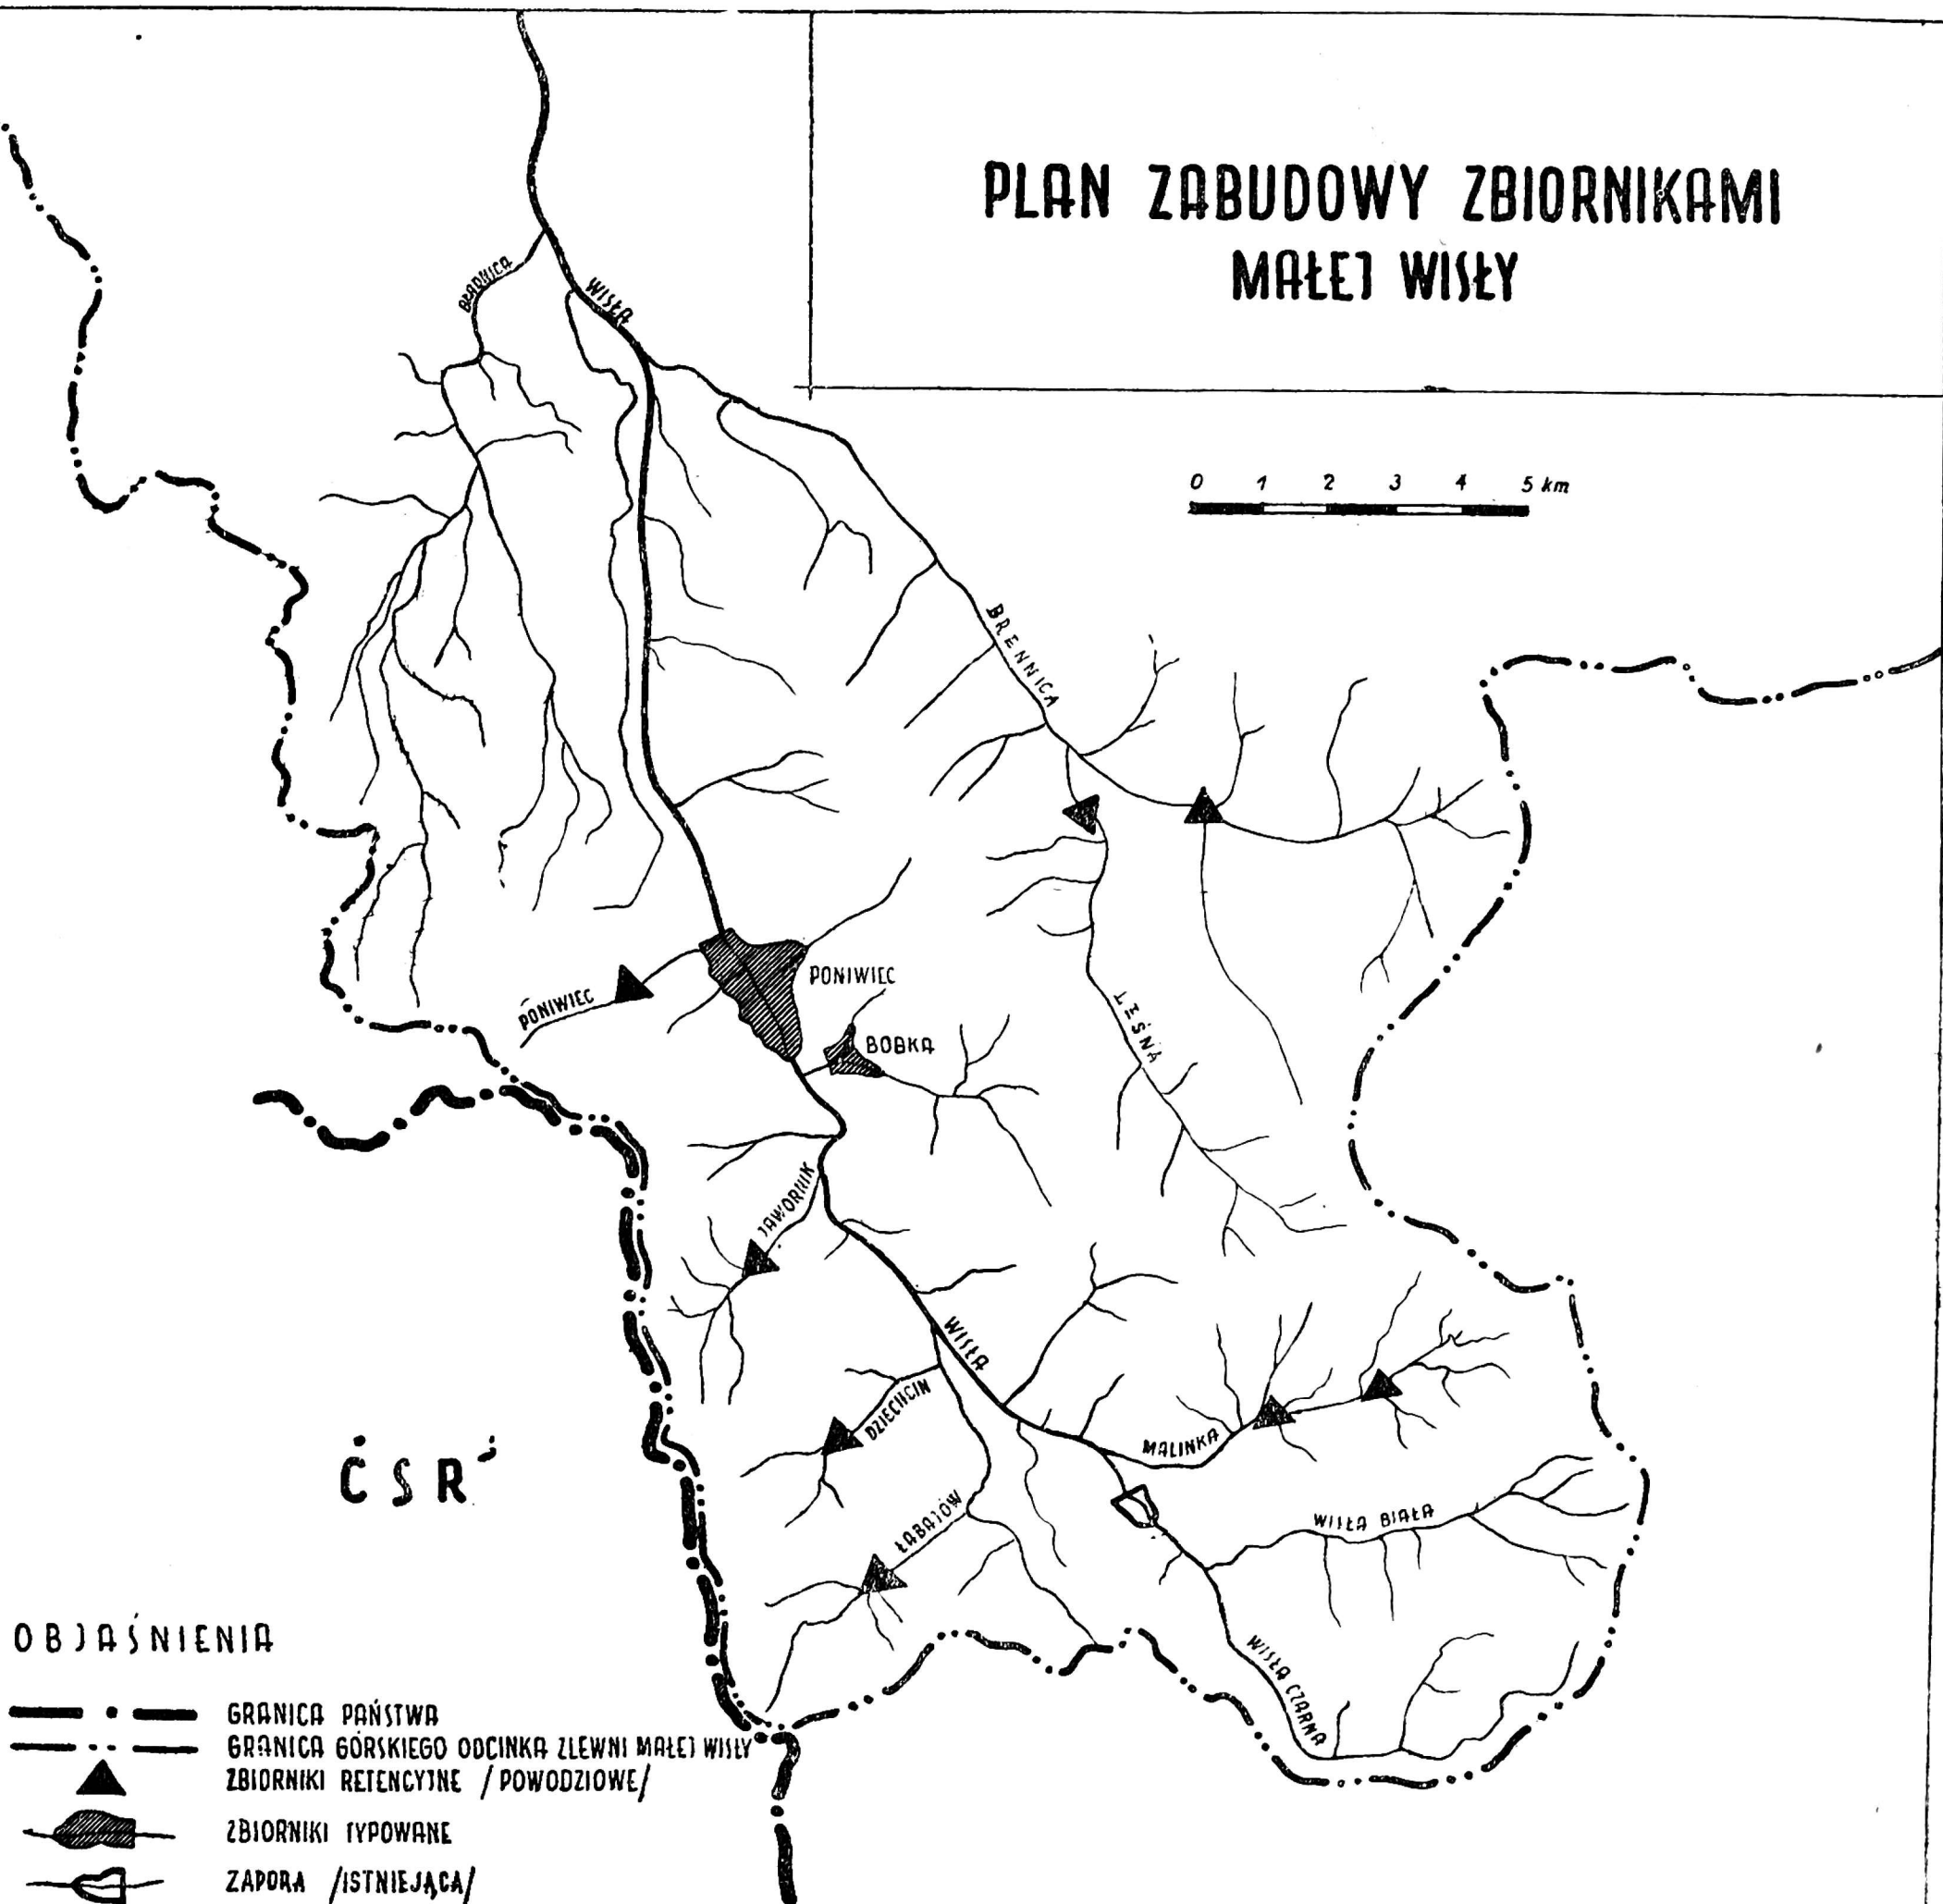 PLAN ZABUDOWY ZBIORNIKAMI
MAŁEJ WISŁY
0 1 2 3 4 5 km
BŁADNICA
WISŁA
BRENNICA
PONIWIEC
PONIWIEC
BOBKA
LEŚNA
JAWORNIK
WISŁA
DZIECHCIN
MALINKA
ŁABAJÓW
WISŁA BIAŁA
WISŁA CZARNA
ČSR
OBJAŚNIENIA
GRANICA PAŃSTWA
GRANICA GÓRSKIEGO ODCINKA ZLEWNI MAŁEJ WISŁY
ZBIORNIKI RETENCYJNE /POWODZIOWE/
ZBIORNIKI TYPOWANE
ZAPORA /ISTNIEJĄCA/